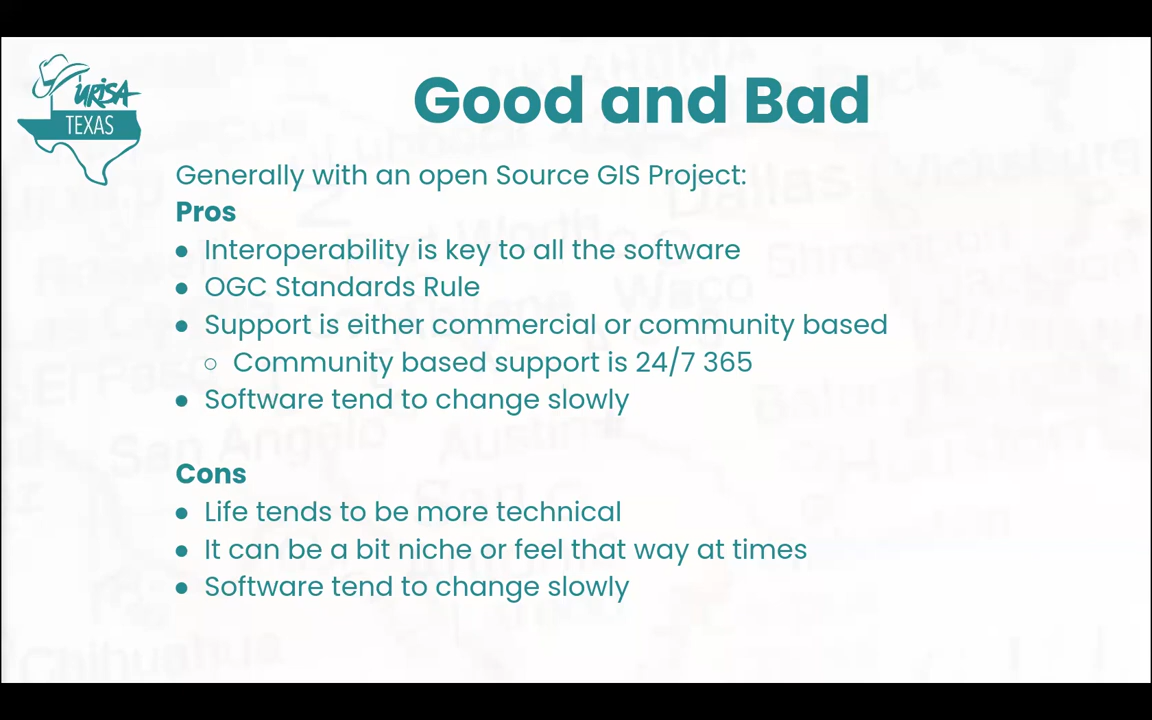 URISA
TEXAS
Good and Bad
Generally with an open Source GIS Project:
Pros
● Interoperability is key to all the software
● OGC Standards Rule
● Support is either commercial or community based
○ Community based support is 24/7 365
● Software tend to change slowly
Cons
● Life tends to be more technical
● It can be a bit niche or feel that way at times
● Software tend to change slowly